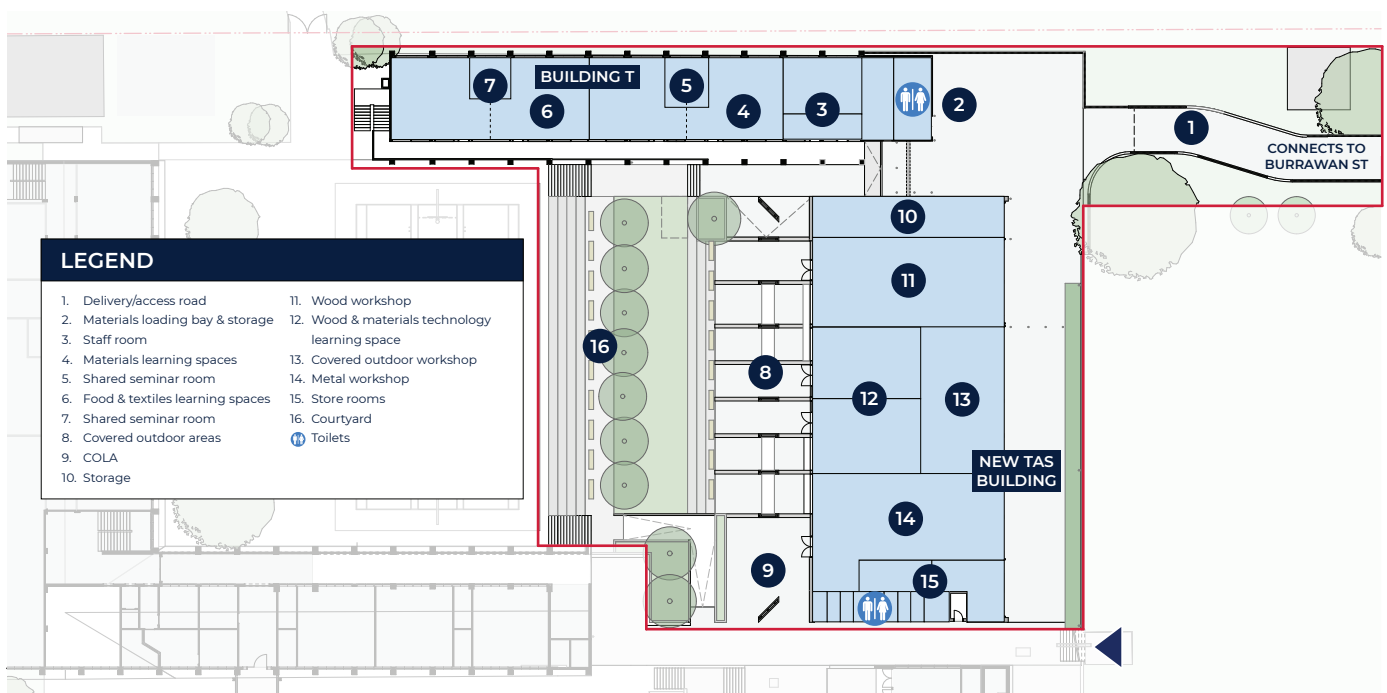 7
BUILDING T
5
6
4
3
2
1
CONNECTS TO
BURRAWAN ST
10
11
16
8
12
13
NEW TAS
BUILDING
14
9
15
LEGEND
1. Delivery/access road
2. Materials loading bay & storage
3. Staff room
4. Materials learning spaces
5. Shared seminar room
6. Food & textiles learning spaces
7. Shared seminar room
8. Covered outdoor areas
9. COLA
10. Storage
11. Wood workshop
12. Wood & materials technology
learning space
13. Covered outdoor workshop
14. Metal workshop
15. Store rooms
16. Courtyard
Toilets